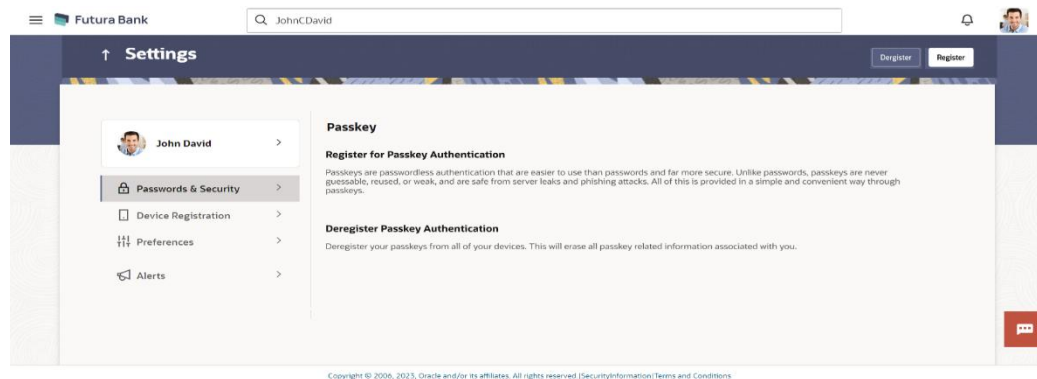 Futura Bank
JohnCDavid
Settings
Dergister
Register
John David
Passwords & Security
Device Registration
Preferences
Alerts
Passkey
Register for Passkey Authentication
Passkeys are passwordless authentication that are easier to use than passwords and far more secure. Unlike passwords, passkeys are never
guessable, reused, or weak, and are safe from server leaks and phishing attacks. All of this is provided in a simple and convenient way through
passkeys.
Deregister Passkey Authentication
Deregister your passkeys from all of your devices. This will erase all passkey related information associated with you.
Copyright © 2006, 2023, Oracle and/or its affiliates. All rights reserved.|SecurityInformation|Terms and Conditions